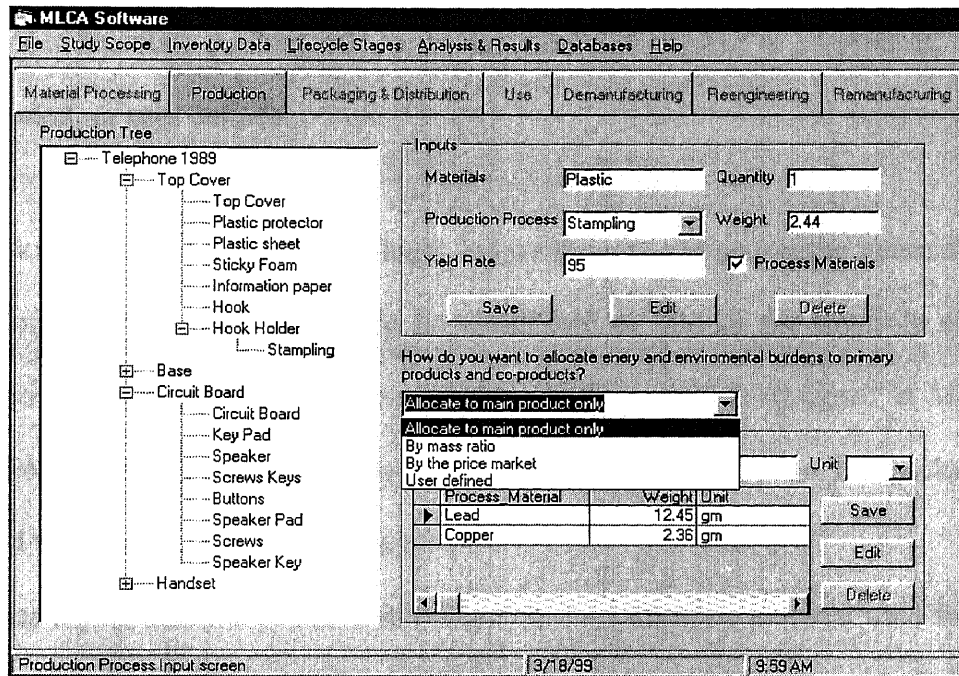 MLCA Software
File Study Scope Inventory Data Lifecycle Stages Analysis & Results Databases Help
Material Processing Production Packaging & Distribution Use Demanufacturing Reengineering Remanufacturing
Production Tree
Telephone 1989
Top Cover
Top Cover
Plastic protector
Plastic sheet
Sticky Foam
Information paper
Hook
Hook Holder
Stampling
Base
Circuit Board
Circuit Board
Key Pad
Speaker
Screws Keys
Buttons
Speaker Pad
Screws
Speaker Key
Handset
Inputs
Materials Plastic Quantity 1
Production Process Stampling Weight 2.44
Yield Rate 95 Process Materials
Save Edit Delete
How do you want to allocate enery and enviromental burdens to primary
products and co-products?
Allocate to main product only
Allocate to main product only
By mass ratio
By the price market
User defined
Unit
Process_Material Weight Unit
Lead 12.45 gm
Copper 2.36 gm
Save
Edit
Delete
Production Process Input screen 3/18/99 9:59 AM